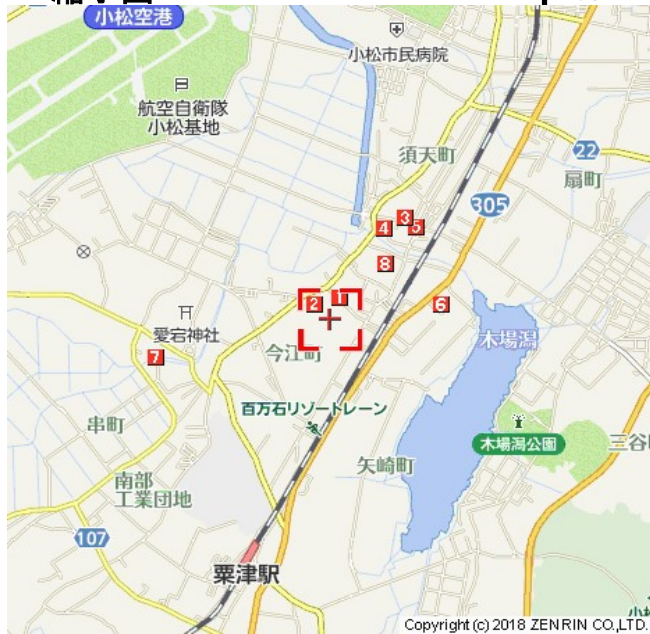 小松空港
小松市民病院
航空自衛隊
小松基地
22
須天町
扇町
305
3
4
5
8
2
1
6
木場潟
愛宕神社
7
今江町
百万石リゾートレーン
串町
矢崎町
木場潟公園
三谷町
南部
工業団地
107
粟津駅
Copyright (c) 2018 ZENRIN CO.,LTD.